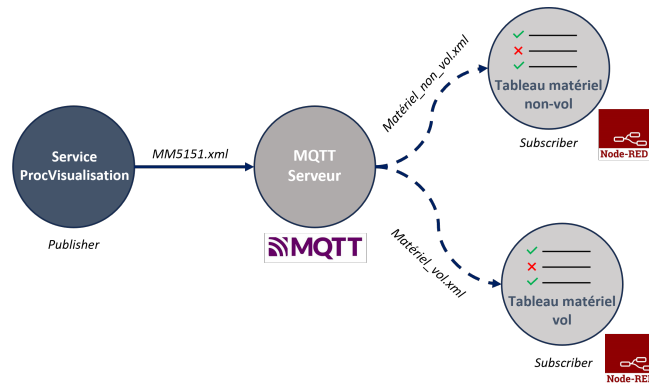 Matériel_non_vol.xml
Tableau matériel
non-vol
Subscriber
Node-RED
Service
ProcVisualisation
MM5151.xml
MQTT
Serveur
Publisher
MQTT
Matériel_vol.xml
Tableau matériel
vol
Subscriber
Node-RED